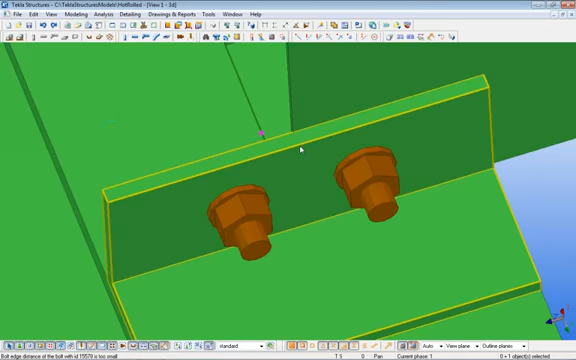 Tekla Structures - C:\TeklaStructuresModels\HotRolled - [View 1 - 3d]
File Edit View Modeling Analysis Detailing Drawings & Reports Tools Window Help
standard Auto View plane Outline planes
Bolt edge distance of the bolt with id 15578 is too small T S 0 Pan Current phase: 1 0 + 1 object(s) selected